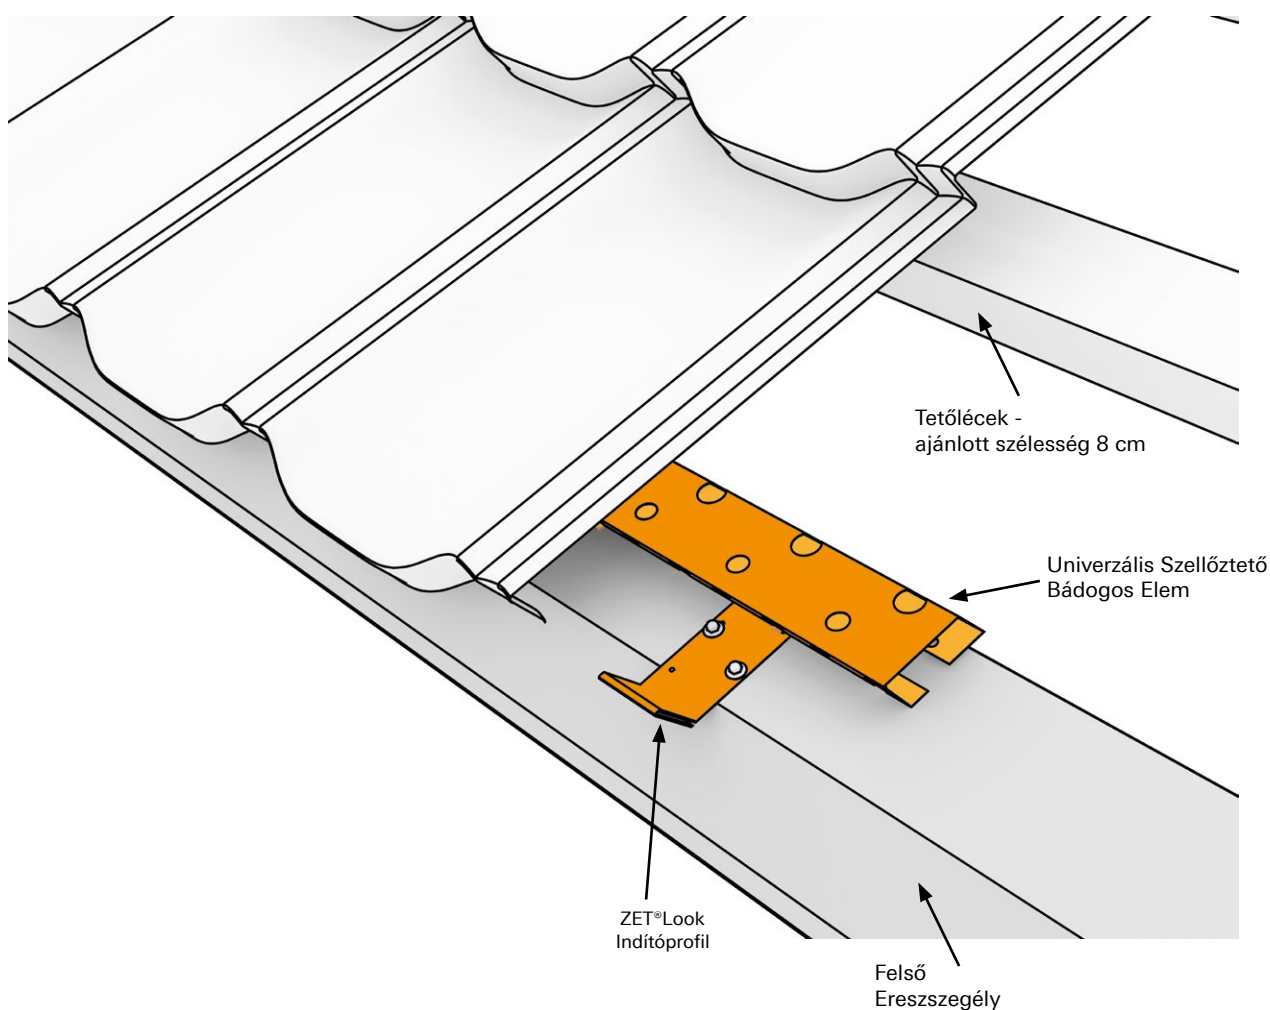 Tetőlécek -
ajánlott szélesség 8 cm
Univerzális Szellőztető
Bádogos Elem
ZET®Look
Indítóprofil
Felső
Ereszszegély